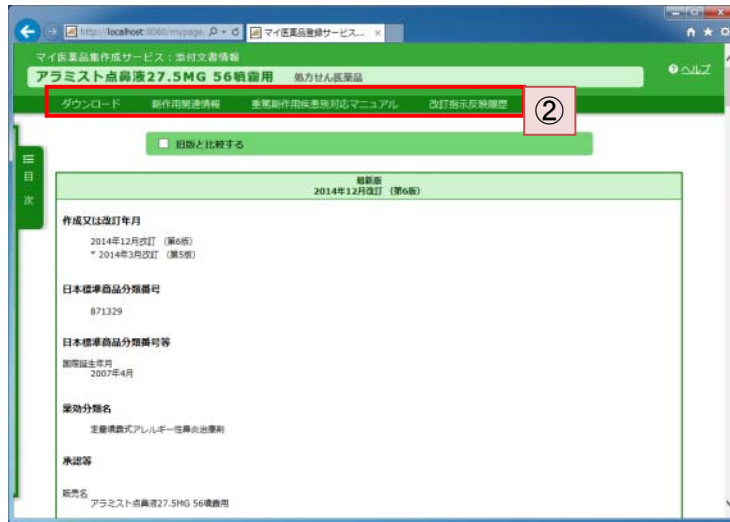 http://localhost:8080/mypage/
マイ医薬品登録サービス... ×
マイ医薬品集作成サービス：添付文書情報
アラミスト点鼻液27.5MG 56噴霧用 処方せん医薬品
ヘルプ
ダウンロード 副作用関連情報 重篤副作用疾患別対応マニュアル 改訂指示反映履歴
②
旧版と比較する
目次
最新版
2014年12月改訂 (第6版)
作成又は改訂年月
2014年12月改訂 (第6版)
* 2014年3月改訂 (第5版)
日本標準商品分類番号
871329
日本標準商品分類番号等
国際誕生年月
2007年4月
薬効分類名
定量噴霧式アレルギー性鼻炎治療剤
承認等
販売名
アラミスト点鼻液27.5MG 56噴霧用